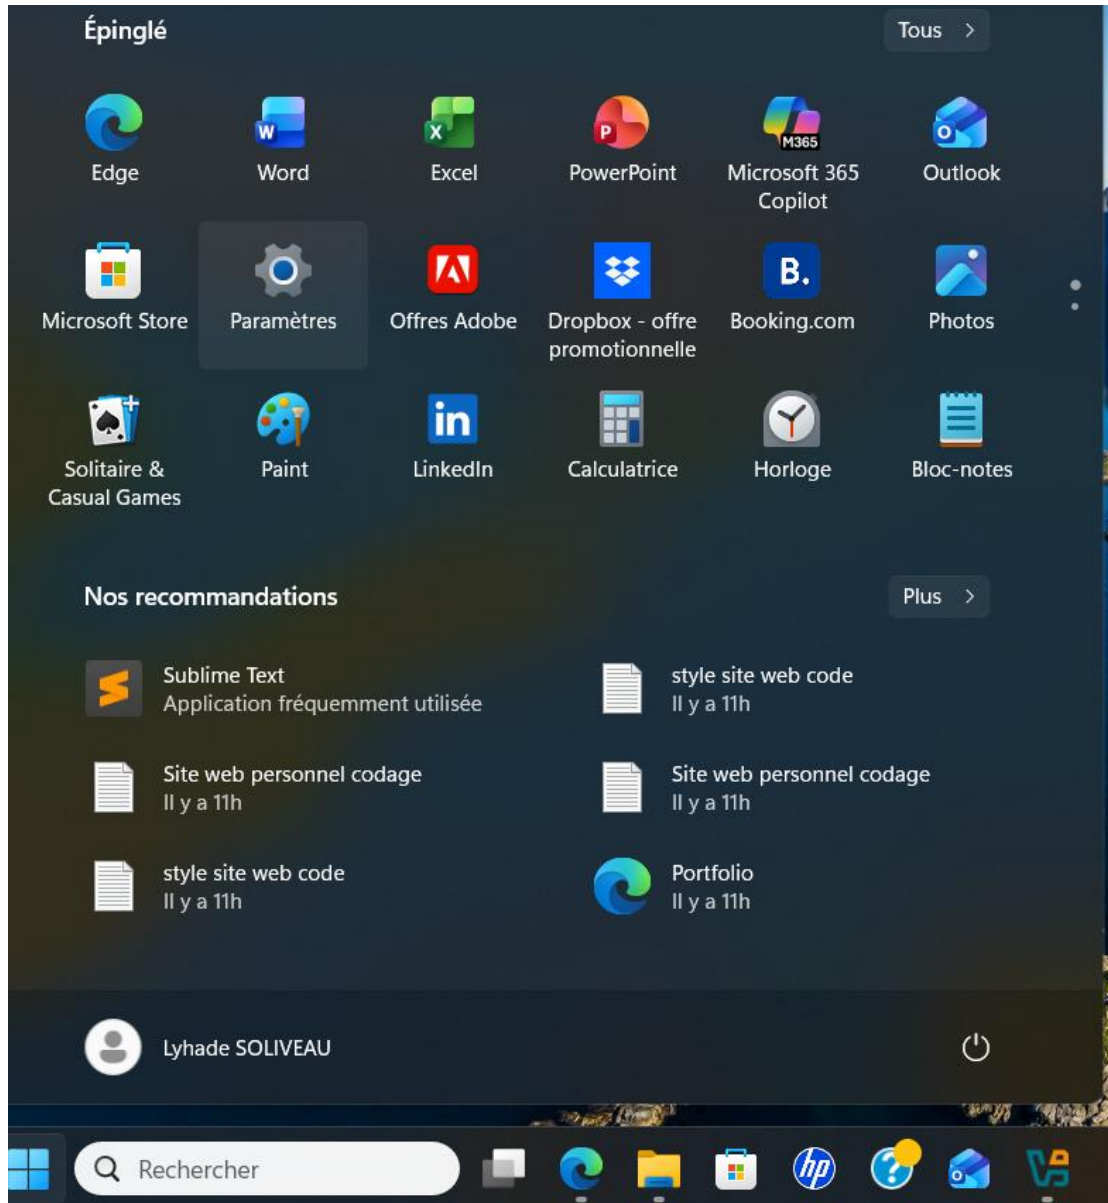 Épinglé
Tous
Edge
Word
Excel
PowerPoint
M365
Microsoft 365
Copilot
Outlook
Microsoft Store
Paramètres
Offres Adobe
Dropbox - offre
promotionnelle
B.
Booking.com
Photos
Solitaire &
Casual Games
Paint
in
LinkedIn
Calculatrice
Horloge
Bloc-notes
Nos recommandations
Plus
Sublime Text
Application fréquemment utilisée
style site web code
Il y a 11h
Site web personnel codage
Il y a 11h
Site web personnel codage
Il y a 11h
style site web code
Il y a 11h
Portfolio
Il y a 11h
Lyhade SOLIVEAU
Rechercher
hp